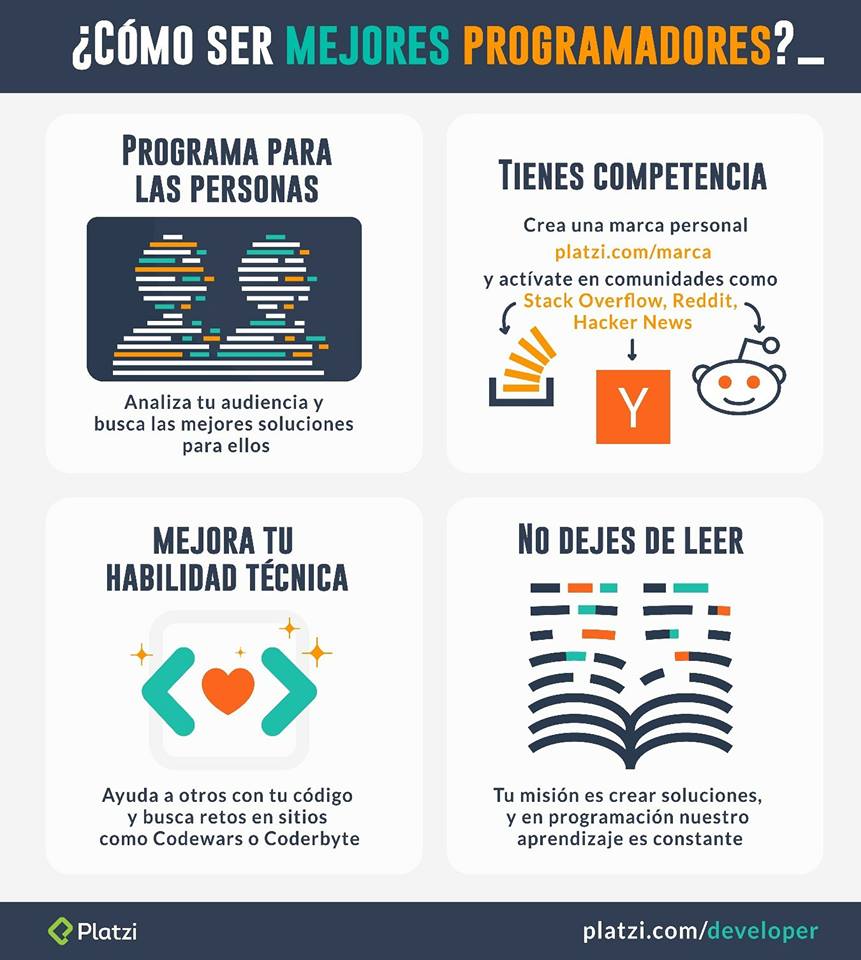 ¿CÓMO SER MEJORES PROGRAMADORES?_
PROGRAMA PARA
LAS PERSONAS
Analiza tu audiencia y
busca las mejores soluciones
para ellos
TIENES COMPETENCIA
Crea una marca personal
platzi.com/marca
y actívate en comunidades como
Stack Overflow, Reddit,
Hacker News
Y
MEJORA TU
HABILIDAD TÉCNICA
Ayuda a otros con tu código
y busca retos en sitios
como Codewars o Coderbyte
NO DEJES DE LEER
Tu misión es crear soluciones,
y en programación nuestro
aprendizaje es constante
Platzi
platzi.com/developer